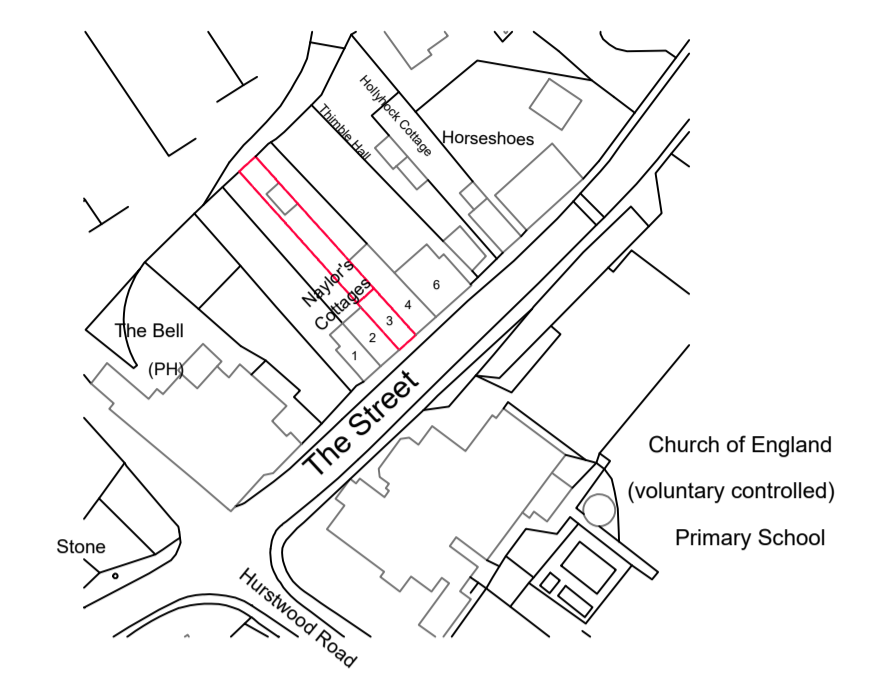 Hollyhock Cottage
Thimble Hall
Horseshoes
Naylor's
Cottages
6
4
3
2
1
The Bell
(PH)
The Street
Church of England
(voluntary controlled)
Primary School
Stone
Hurstwood Road